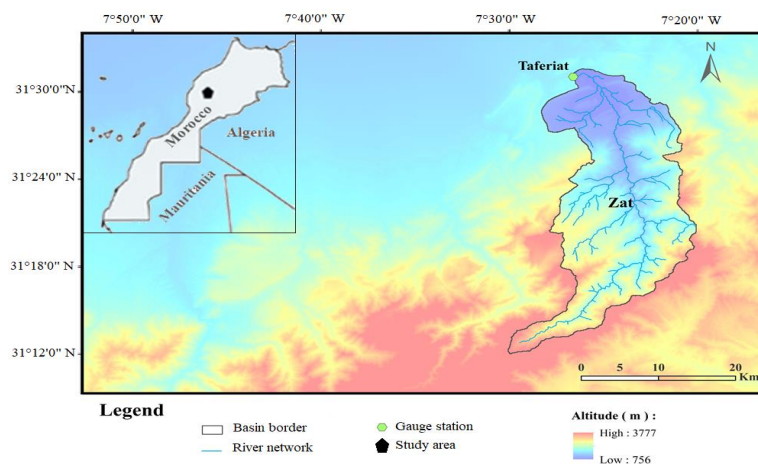 7°50'0"W
7°40'0"W
7°30'0"W
7°20'0"W
N
Taferiat
31°30'0''N
Algeria
Morocco
31°24'0'' N
Mauritania
Zat
31°18'0'' N
31°12'0'' N
0 5 10 20
Km
Legend
Altitude ( m ) :
Basin border
Gauge station
High : 3777
River network
Study area
Low : 756